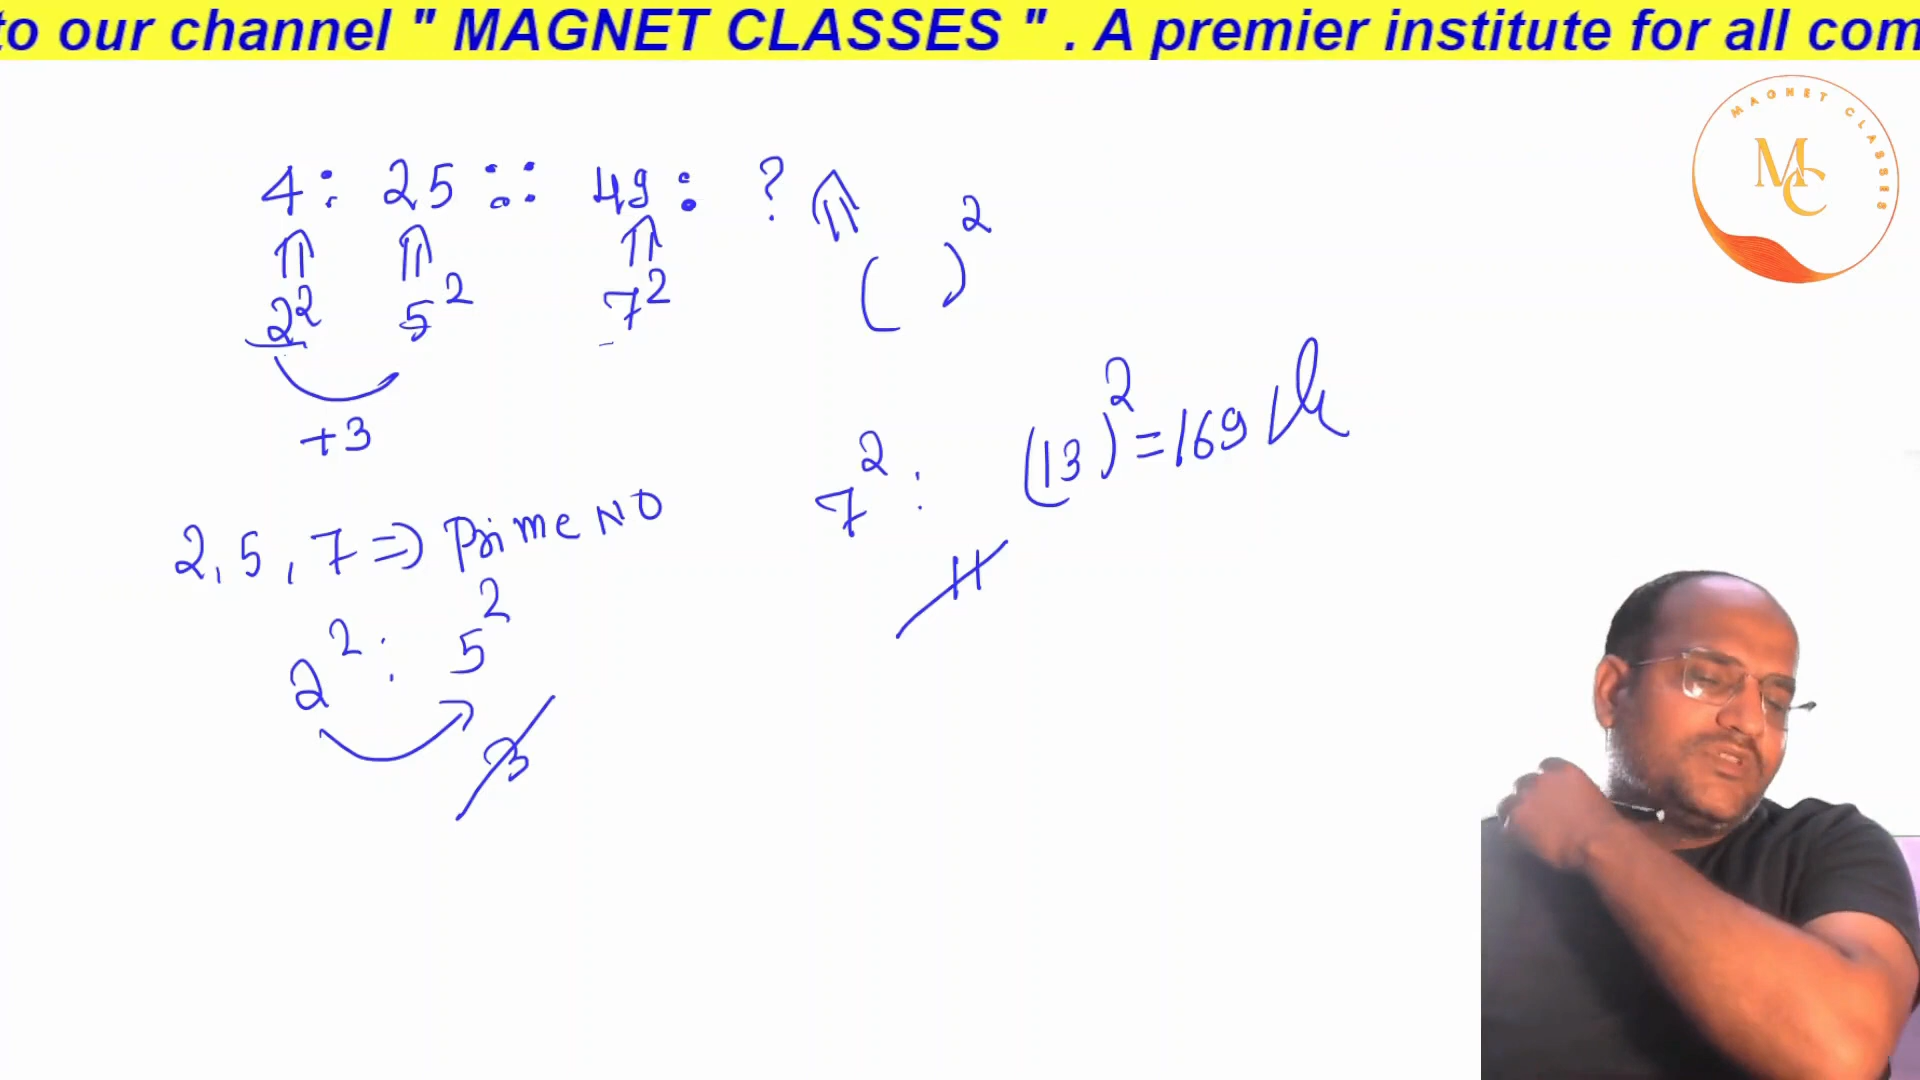 to our channel " MAGNET CLASSES " . A premier institute for all com
MAGNET CLASSES
MC
4 : 25 :: 49 : ?
2² 5² 7² ( )²
+3
7² : (13)² = 169
2, 5, 7 ⇒ Prime NO
11
2² : 5²
3